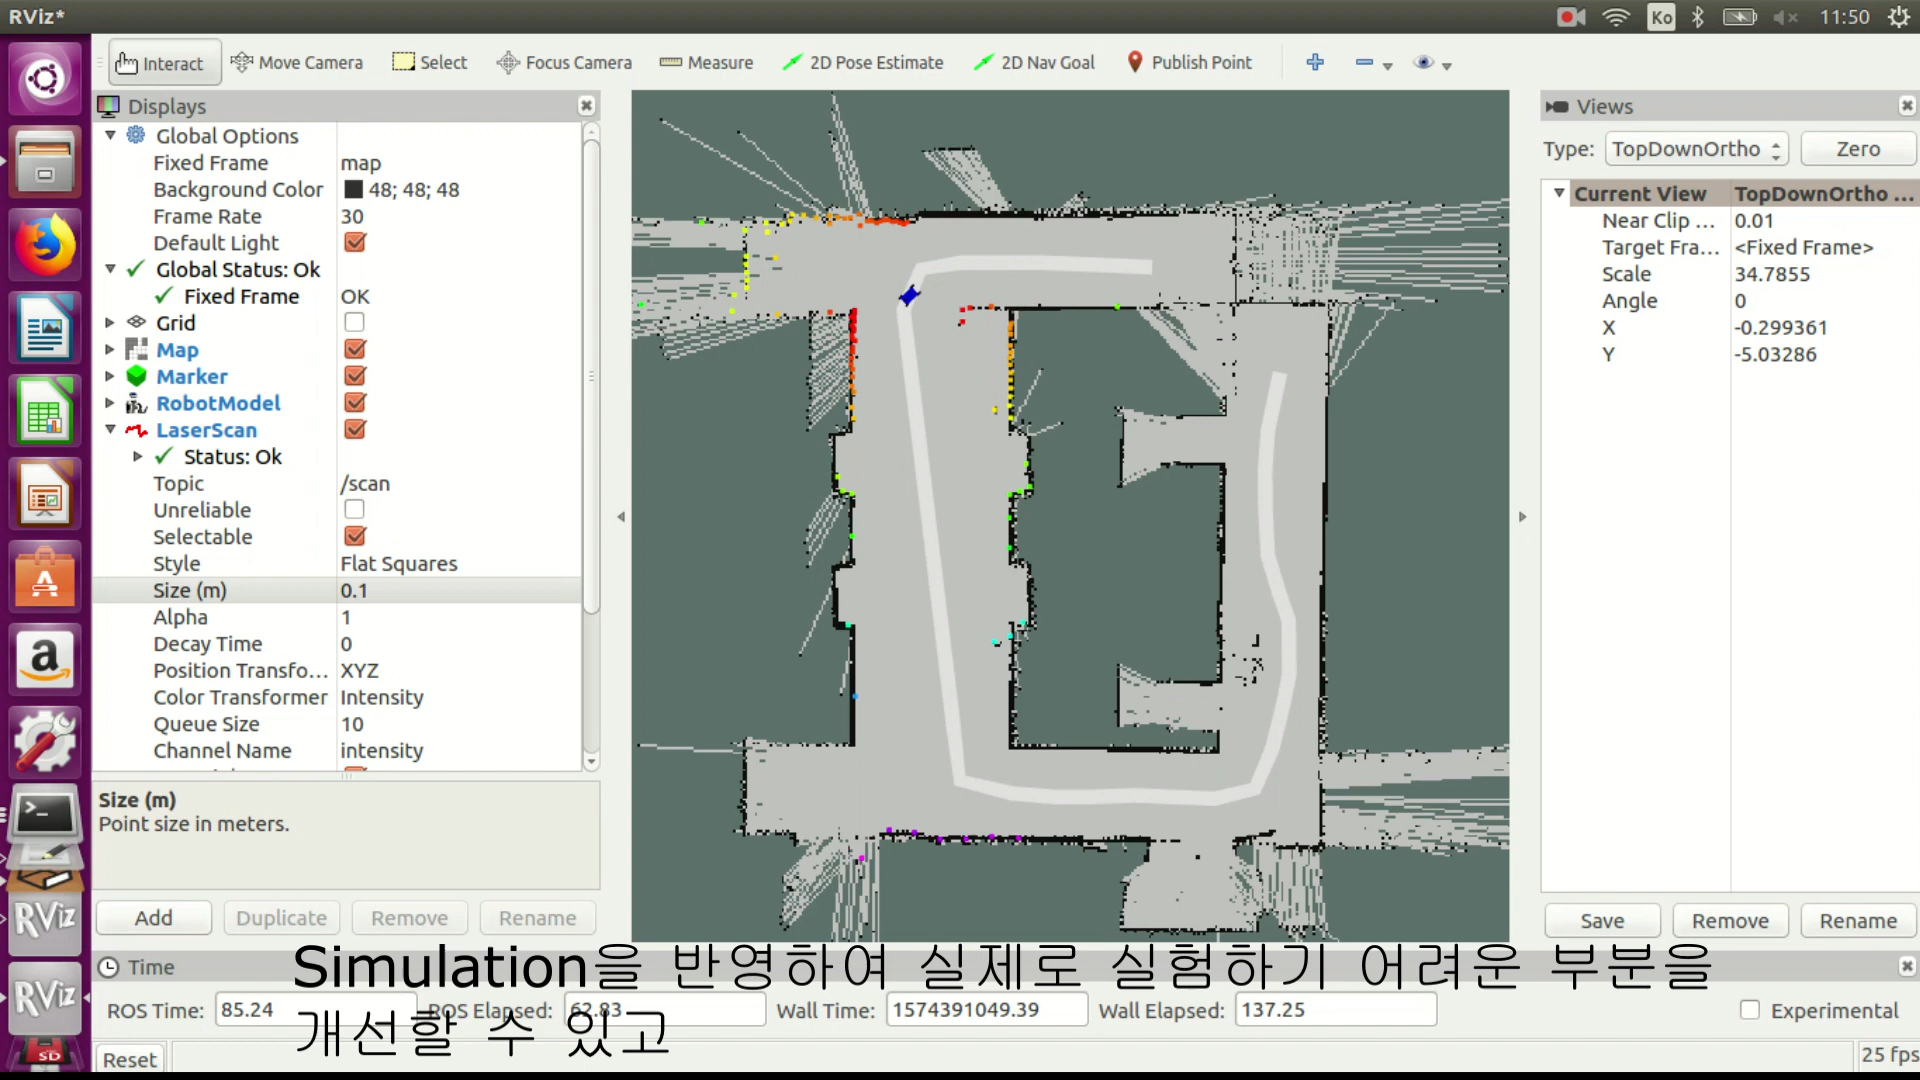 RViz*
Ko
11:50
Interact
Move Camera
Select
Focus Camera
Measure
2D Pose Estimate
2D Nav Goal
Publish Point
Displays
Global Options
Fixed Frame map
Background Color 48; 48; 48
Frame Rate 30
Default Light
Global Status: Ok
Fixed Frame OK
Grid
Map
Marker
RobotModel
LaserScan
Status: Ok
Topic /scan
Unreliable
Selectable
Style Flat Squares
Size (m) 0.1
Alpha 1
Decay Time 0
Position Transfo... XYZ
Color Transformer Intensity
Queue Size 10
Channel Name intensity
Size (m)
Point size in meters.
Add
Duplicate
Remove
Rename
Views
Type: TopDownOrtho Zero
Current View TopDownOrtho ...
Near Clip ... 0.01
Target Fra... <Fixed Frame>
Scale 34.7855
Angle 0
X -0.299361
Y -5.03286
Save
Remove
Rename
Time
ROS Time: 85.24 ROS Elapsed: 62.83 Wall Time: 1574391049.39 Wall Elapsed: 137.25 Experimental
Reset
25 fps
Simulation을 반영하여 실제로 실험하기 어려운 부분을
개선할 수 있고
a
RViz
RViz
SD